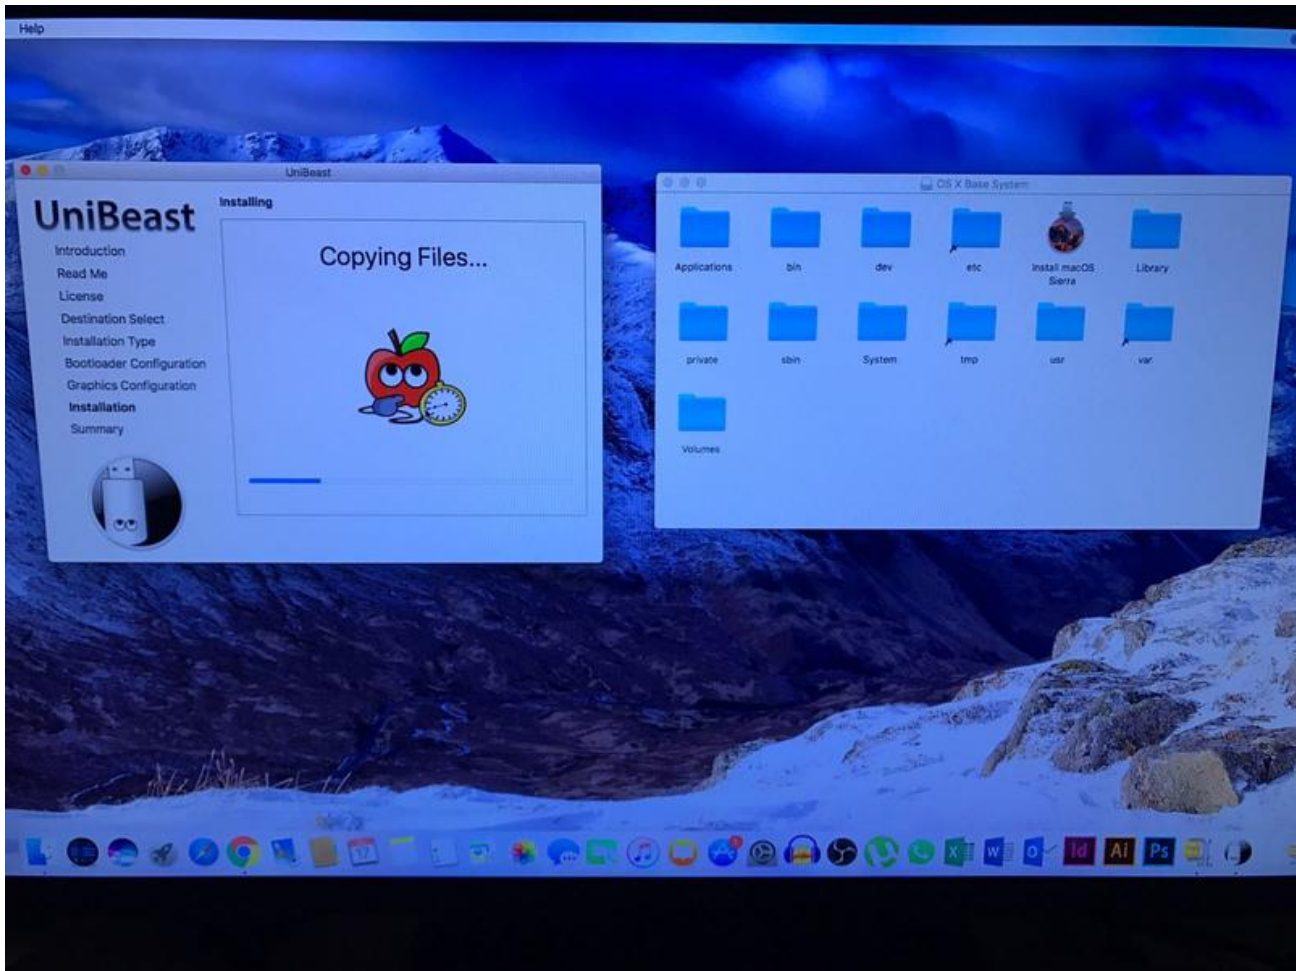 Help
UniBeast
UniBeast
Installing
Introduction
Read Me
License
Destination Select
Installation Type
Bootloader Configuration
Graphics Configuration
Installation
Summary
Copying Files...
OS X Base System
Applications
bin
dev
etc
Install macOS
Sierra
Library
private
sbin
System
tmp
usr
var
Volumes
17
X
W
O
Id
Ai
Ps